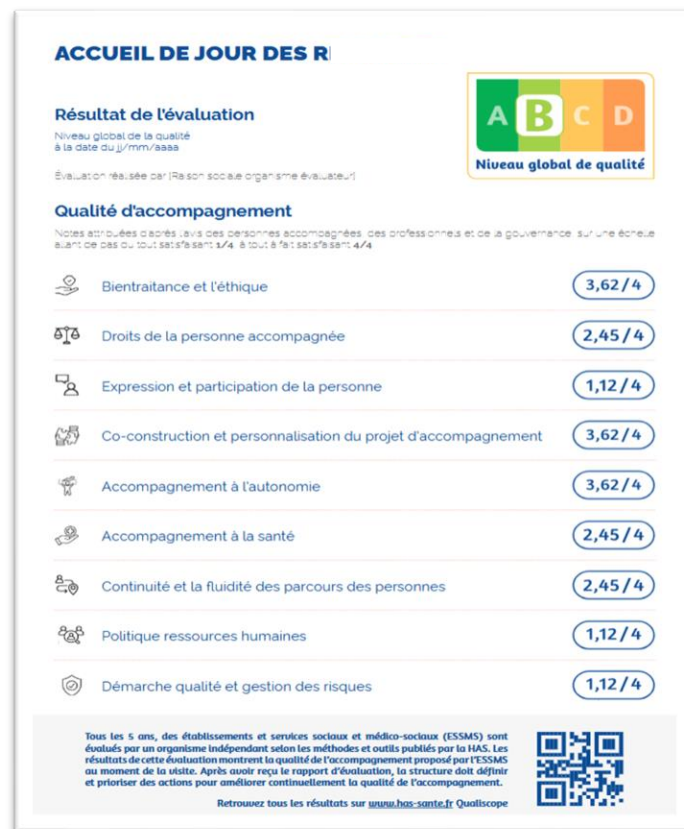 ACCUEIL DE JOUR DES R
A B C D
Niveau global de qualité
Résultat de l'évaluation
Niveau global de la qualité
à la date du jj/mm/aaaa
Évaluation réalisée par [Raison sociale organisme évaluateur]
Qualité d'accompagnement
Notes attribuées d'après l'avis des personnes accompagnées, des professionnels et de la gouvernance, sur une échelle
allant de pas du tout satisfaisant 1/4, à tout à fait satisfaisant 4/4
Bientraitance et l'éthique 3,62/4
Droits de la personne accompagnée 2,45/4
Expression et participation de la personne 1,12/4
Co-construction et personnalisation du projet d'accompagnement 3,62/4
Accompagnement à l'autonomie 3,62/4
Accompagnement à la santé 2,45/4
Continuité et la fluidité des parcours des personnes 2,45/4
Politique ressources humaines 1,12/4
Démarche qualité et gestion des risques 1,12/4
Tous les 5 ans, des établissements et services sociaux et médico-sociaux (ESSMS) sont
évalués par un organisme indépendant selon les méthodes et outils publiés par la HAS. Les
résultats de cette évaluation montrent la qualité de l'accompagnement proposé par l'ESSMS
au moment de la visite. Après avoir reçu le rapport d'évaluation, la structure doit définir
et prioriser des actions pour améliorer continuellement la qualité de l'accompagnement.
Retrouvez tous les résultats sur www.has-sante.fr Qualiscope